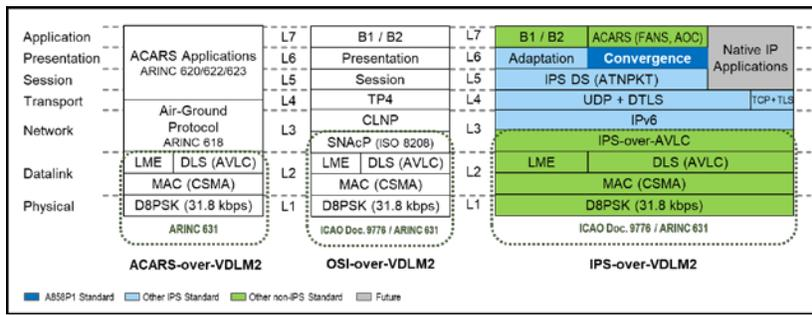 Application
Presentation
Session
Transport
Network
Datalink
Physical
ACARS Applications
ARINC 620/622/623
Air-Ground
Protocol
ARINC 618
LME
DLS (AVLC)
MAC (CSMA)
D8PSK (31.8 kbps)
ARINC 631
ACARS-over-VDLM2
L7
L6
L5
L4
L3
L2
L1
B1 / B2
Presentation
Session
TP4
CLNP
SNAcP (ISO 8208)
LME
DLS (AVLC)
MAC (CSMA)
D8PSK (31.8 kbps)
ICAO Doc. 9776 / ARINC 631
OSI-over-VDLM2
L7
L6
L5
L4
L3
L2
L1
B1 / B2
ACARS (FANS, AOC)
Native IP
Applications
Adaptation
Convergence
IPS DS (ATNPKT)
UDP + DTLS
TCP+TLS
IPv6
IPS-over-AVLC
LME
DLS (AVLC)
MAC (CSMA)
D8PSK (31.8 kbps)
ICAO Doc. 9776 / ARINC 631
IPS-over-VDLM2
A858P1 Standard
Other IPS Standard
Other non-IPS Standard
Future